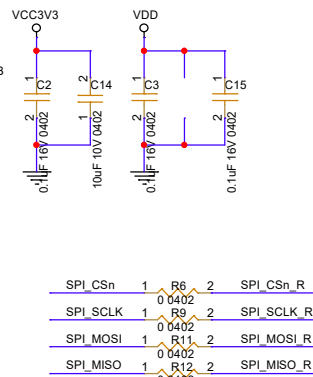 VCC3V3
VDD
1 C2 2
2 C14 1
1 C3 2
1 C15 2
0.1uF 16V 0402
10uF 10V 0402
0.1uF 16V 0402
0.1uF 16V 0402
SPI_CSn 1 R6 2 SPI_CSn_R
0 0402
SPI_SCLK 1 R9 2 SPI_SCLK_R
0 0402
SPI_MOSI 1 R11 2 SPI_MOSI_R
0 0402
SPI_MISO 1 R12 2 SPI_MISO_R